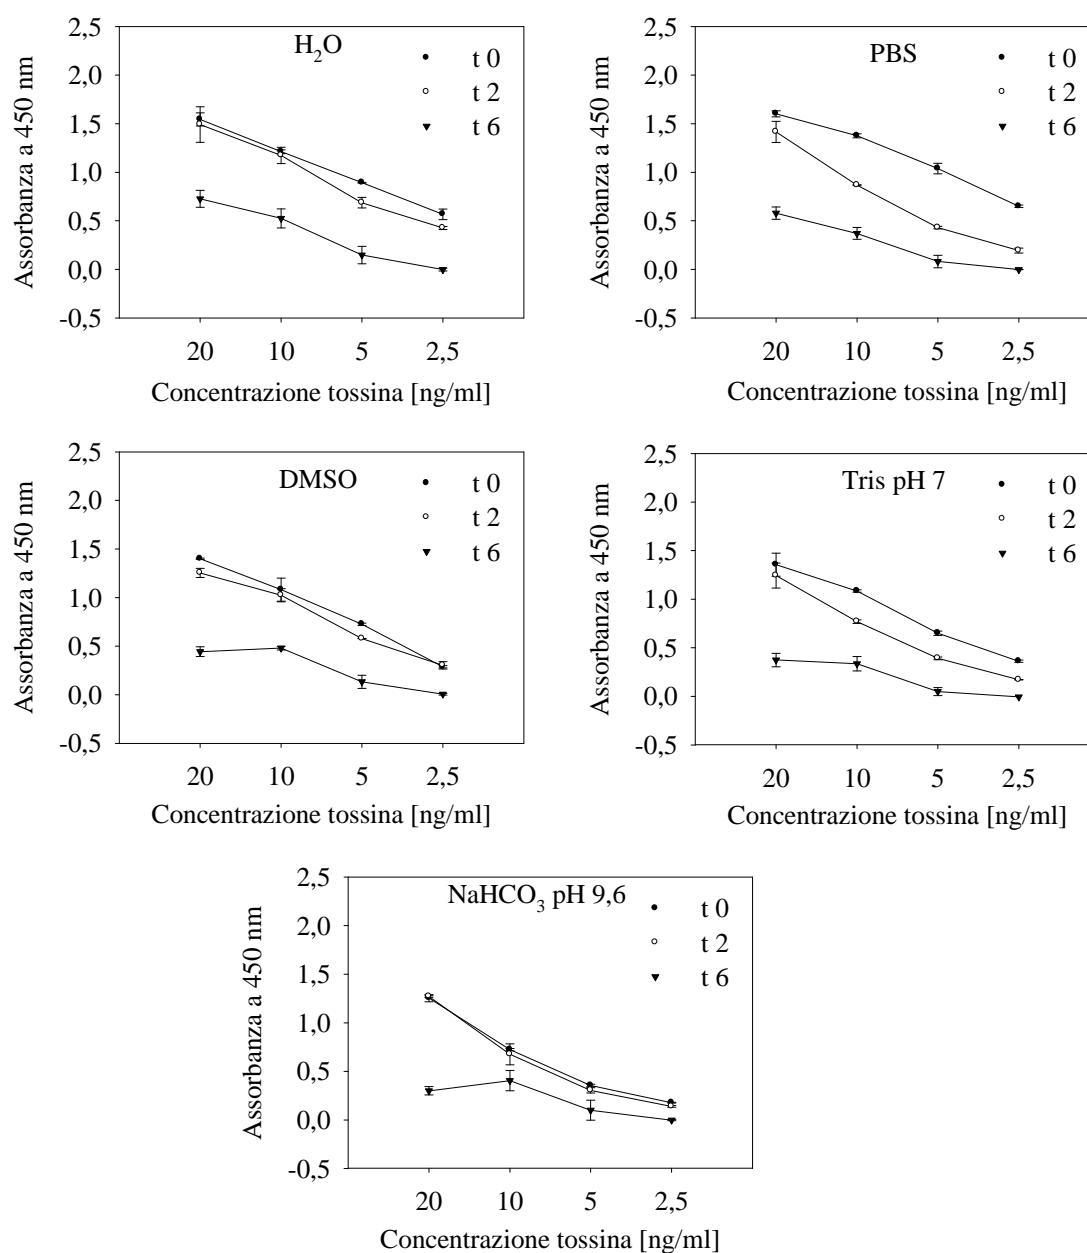 H₂O
t 0
t 2
t 6
2,5
2,0
1,5
1,0
0,5
0,0
-0,5
Assorbanza a 450 nm
20 10 5 2,5
Concentrazione tossina [ng/ml]
PBS
t 0
t 2
t 6
2,5
2,0
1,5
1,0
0,5
0,0
-0,5
Assorbanza a 450 nm
20 10 5 2,5
Concentrazione tossina [ng/ml]
DMSO
t 0
t 2
t 6
2,5
2,0
1,5
1,0
0,5
0,0
-0,5
Assorbanza a 450 nm
20 10 5 2,5
Concentrazione tossina [ng/ml]
Tris pH 7
t 0
t 2
t 6
2,5
2,0
1,5
1,0
0,5
0,0
-0,5
Assorbanza a 450 nm
20 10 5 2,5
Concentrazione tossina [ng/ml]
NaHCO₃ pH 9,6
t 0
t 2
t 6
2,5
2,0
1,5
1,0
0,5
0,0
-0,5
Assorbanza a 450 nm
20 10 5 2,5
Concentrazione tossina [ng/ml]